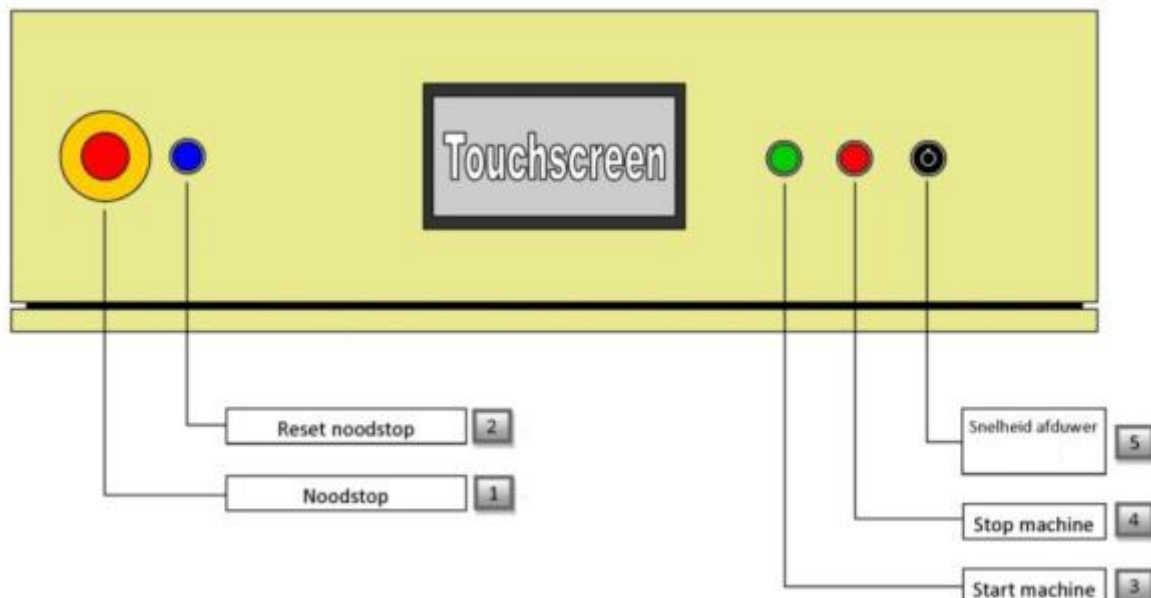 Touchscreen
Reset noodstop 2
Noodstop 1
Snelheid afduwer 5
Stop machine 4
Start machine 3